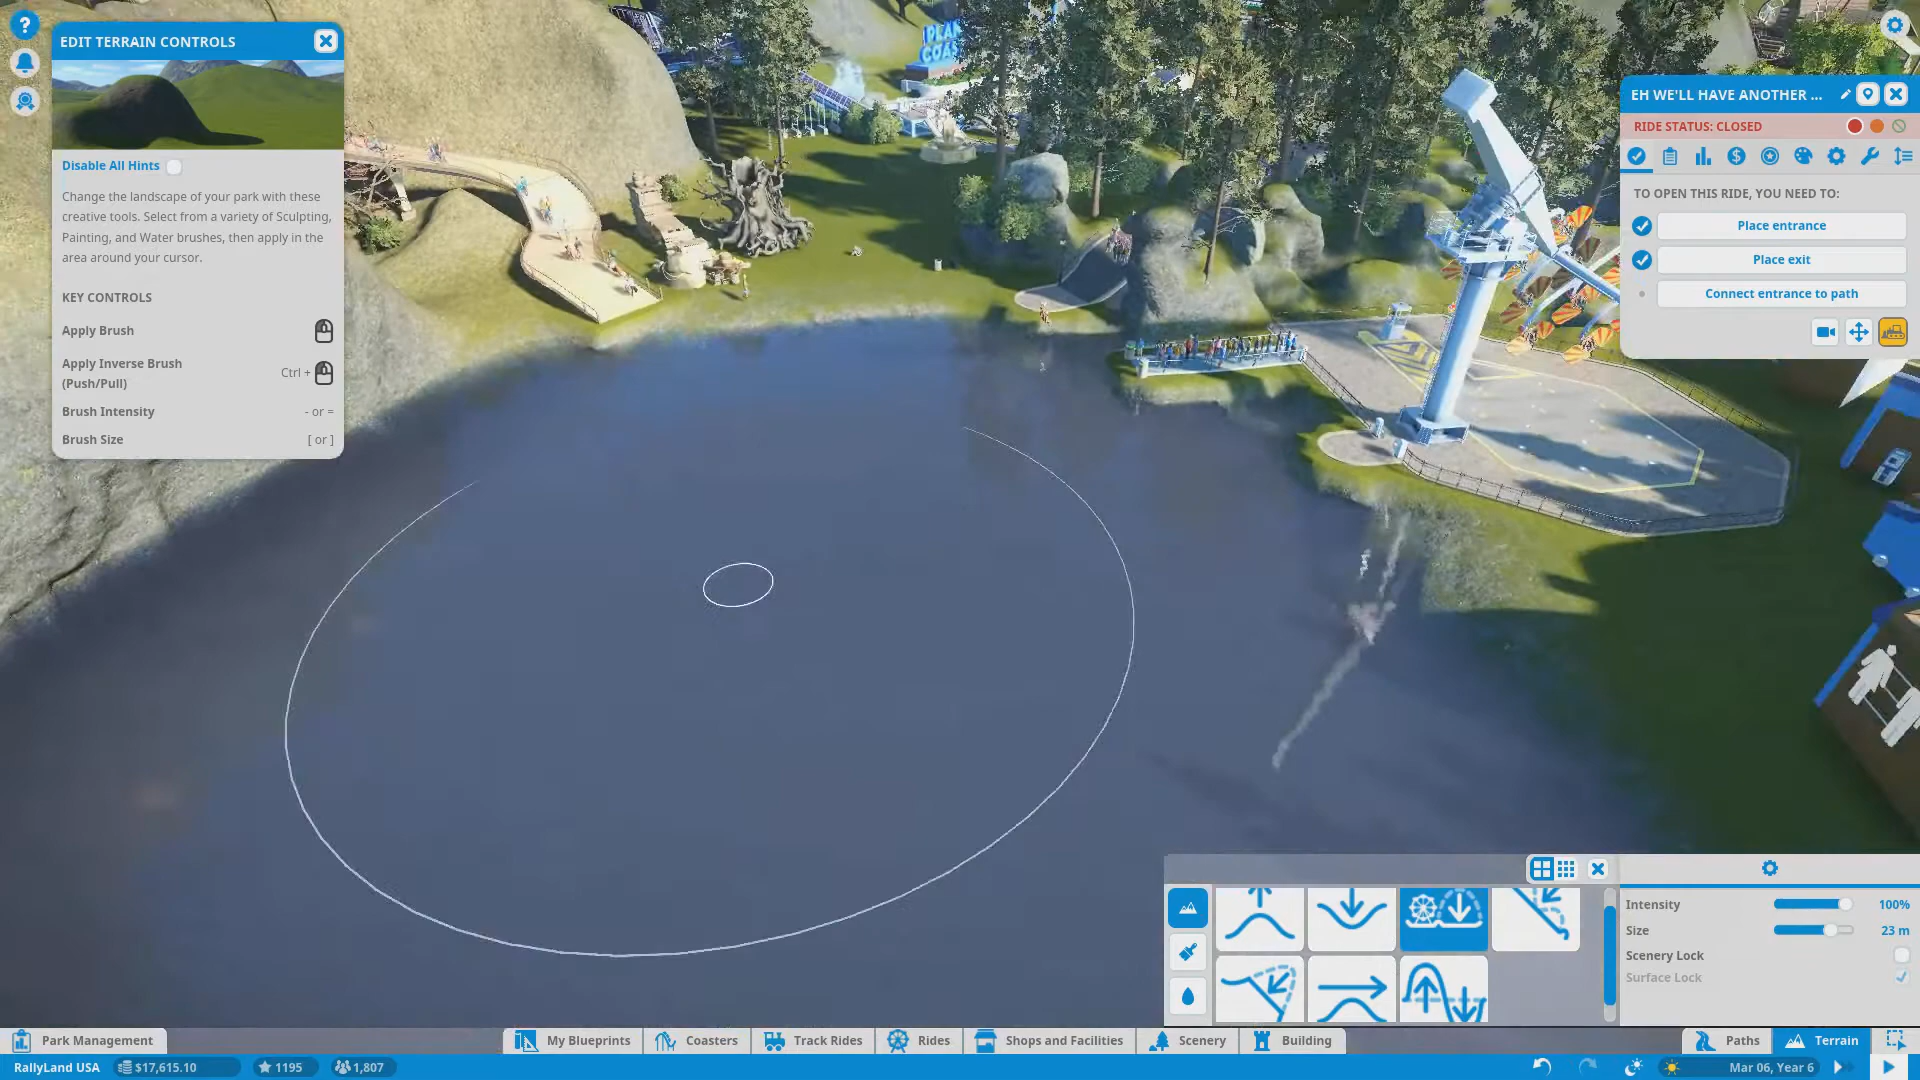 ?
PLAN
COAS
EDIT TERRAIN CONTROLS
Disable All Hints
Change the landscape of your park with these
creative tools. Select from a variety of Sculpting,
Painting, and Water brushes, then apply in the
area around your cursor.
KEY CONTROLS
Apply Brush
Apply Inverse Brush
(Push/Pull)
Ctrl +
Brush Intensity
- or =
Brush Size
[ or ]
EH WE'LL HAVE ANOTHER ...
RIDE STATUS: CLOSED
TO OPEN THIS RIDE, YOU NEED TO:
Place entrance
Place exit
Connect entrance to path
Intensity
100%
Size
23 m
Scenery Lock
Surface Lock
Park Management
My Blueprints
Coasters
Track Rides
Rides
Shops and Facilities
Scenery
Building
Paths
Terrain
RallyLand USA
$17,615.10
1195
1,807
Mar 06, Year 6